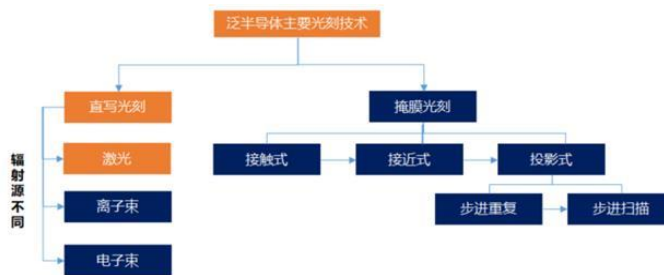 泛半导体主要光刻技术
直写光刻
掩膜光刻
辐射源不同
激光
接触式
接近式
投影式
离子束
步进重复
步进扫描
电子束